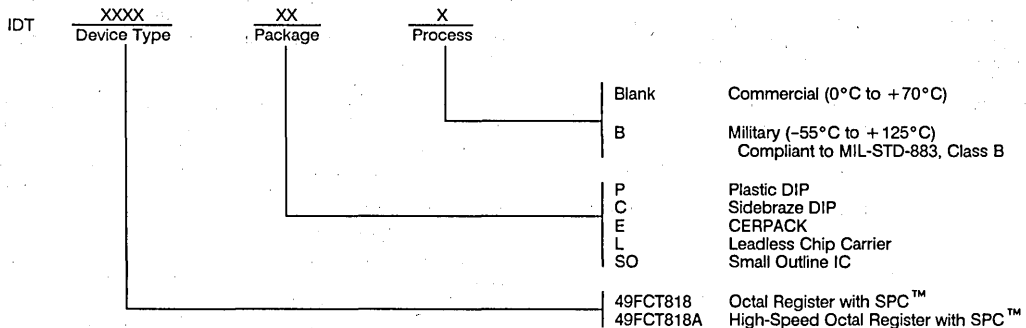 IDT XXXX XX X
Device Type Package Process
Blank Commercial (0°C to +70°C)
B Military (–55°C to +125°C)
Compliant to MIL-STD-883, Class B
P Plastic DIP
C Sidebraze DIP
E CERPACK
L Leadless Chip Carrier
SO Small Outline IC
49FCT818 Octal Register with SPC™
49FCT818A High-Speed Octal Register with SPC™